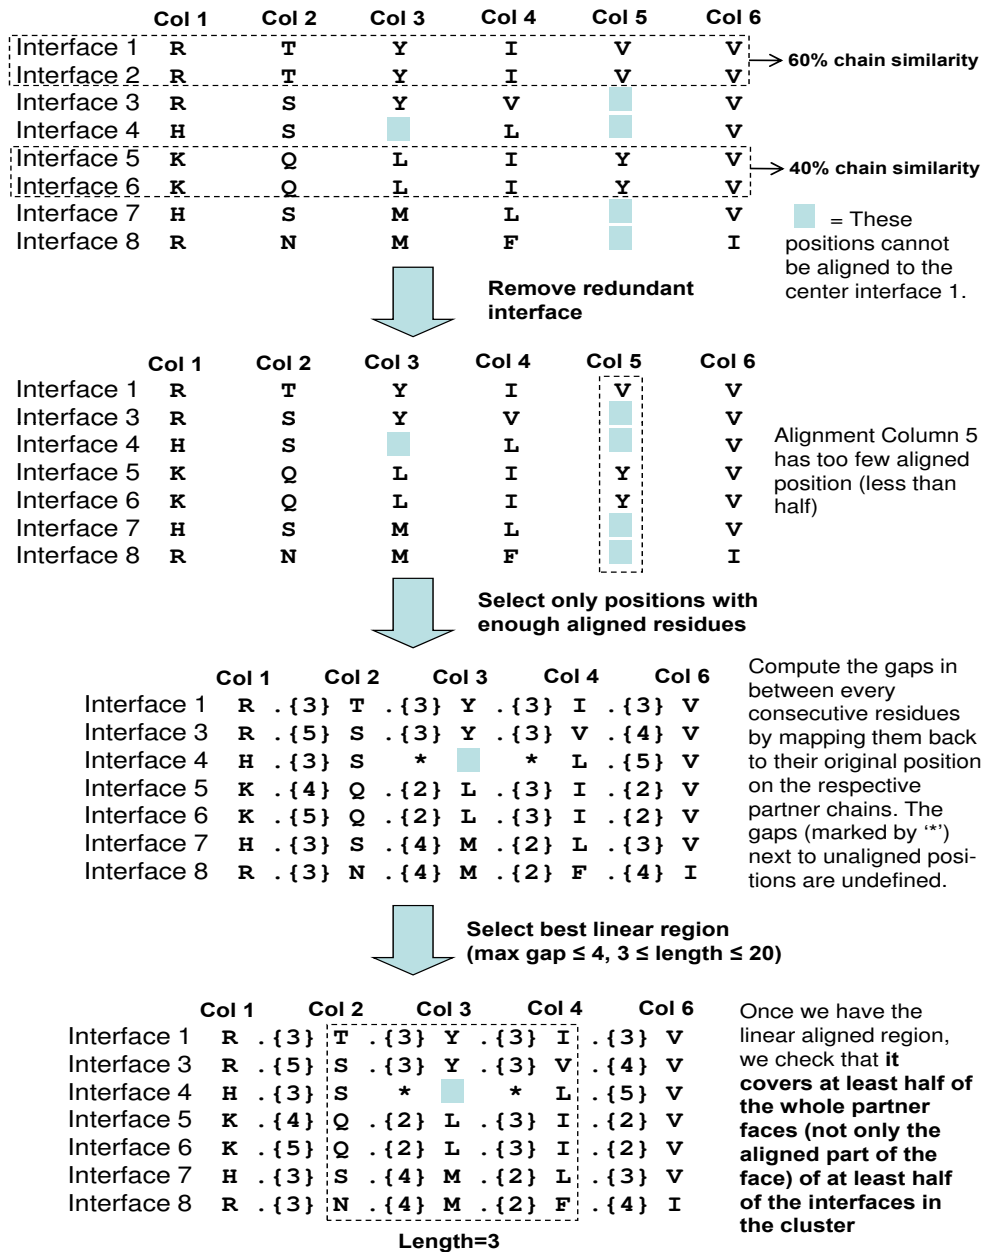 Col 1 Col 2 Col 3 Col 4 Col 5 Col 6
Interface 1 R T Y I V V
Interface 2 R T Y I V V
→ 60% chain similarity
Interface 3 R S Y V V
Interface 4 H S L V
Interface 5 K Q L I Y V
Interface 6 K Q L I Y V
→ 40% chain similarity
Interface 7 H S M L V
Interface 8 R N M F I
= These
positions cannot
be aligned to the
center interface 1.
Remove redundant
interface
Col 1 Col 2 Col 3 Col 4 Col 5 Col 6
Interface 1 R T Y I V V
Interface 3 R S Y V V
Interface 4 H S L V
Interface 5 K Q L I Y V
Interface 6 K Q L I Y V
Interface 7 H S M L V
Interface 8 R N M F I
Alignment Column 5
has too few aligned
position (less than
half)
Select only positions with
enough aligned residues
Col 1 Col 2 Col 3 Col 4 Col 6
Interface 1 R .{3} T .{3} Y .{3} I .{3} V
Interface 3 R .{5} S .{3} Y .{3} V .{4} V
Interface 4 H .{3} S * * L .{5} V
Interface 5 K .{4} Q .{2} L .{3} I .{2} V
Interface 6 K .{5} Q .{2} L .{3} I .{2} V
Interface 7 H .{3} S .{4} M .{2} L .{3} V
Interface 8 R .{3} N .{4} M .{2} F .{4} I
Compute the gaps in
between every
consecutive residues
by mapping them back
to their original position
on the respective
partner chains. The
gaps (marked by ‘*’)
next to unaligned posi-
tions are undefined.
Select best linear region
(max gap ≤ 4, 3 ≤ length ≤ 20)
Col 1 Col 2 Col 3 Col 4 Col 6
Interface 1 R .{3} T .{3} Y .{3} I .{3} V
Interface 3 R .{5} S .{3} Y .{3} V .{4} V
Interface 4 H .{3} S * * L .{5} V
Interface 5 K .{4} Q .{2} L .{3} I .{2} V
Interface 6 K .{5} Q .{2} L .{3} I .{2} V
Interface 7 H .{3} S .{4} M .{2} L .{3} V
Interface 8 R .{3} N .{4} M .{2} F .{4} I
Length=3
Once we have the
linear aligned region,
we check that it
covers at least half of
the whole partner
faces (not only the
aligned part of the
face) of at least half
of the interfaces in
the cluster